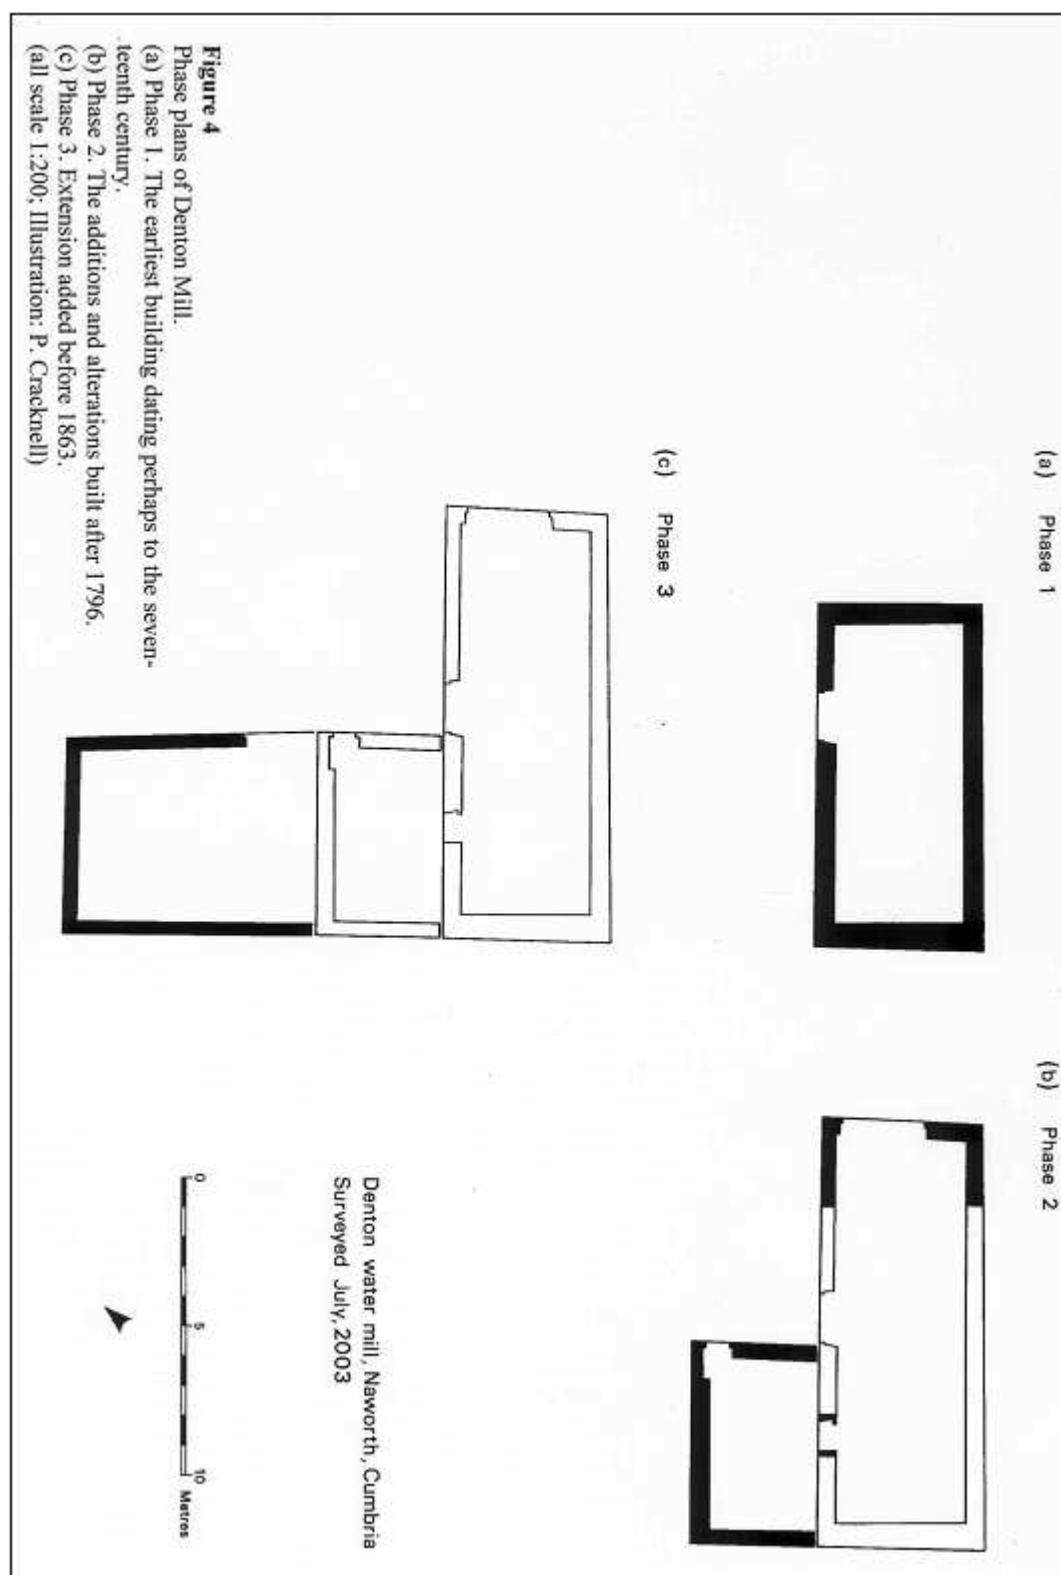 (a) Phase 1
(b) Phase 2
(c) Phase 3
Denton water mill, Naworth, Cumbria
Surveyed July, 2003
0 5 10 Metres
Figure 4
Phase plans of Denton Mill.
(a) Phase 1. The earliest building dating perhaps to the seven-
teenth century.
(b) Phase 2. The additions and alterations built after 1796.
(c) Phase 3. Extension added before 1863.
(all scale 1:200; Illustration: P. Cracknell)